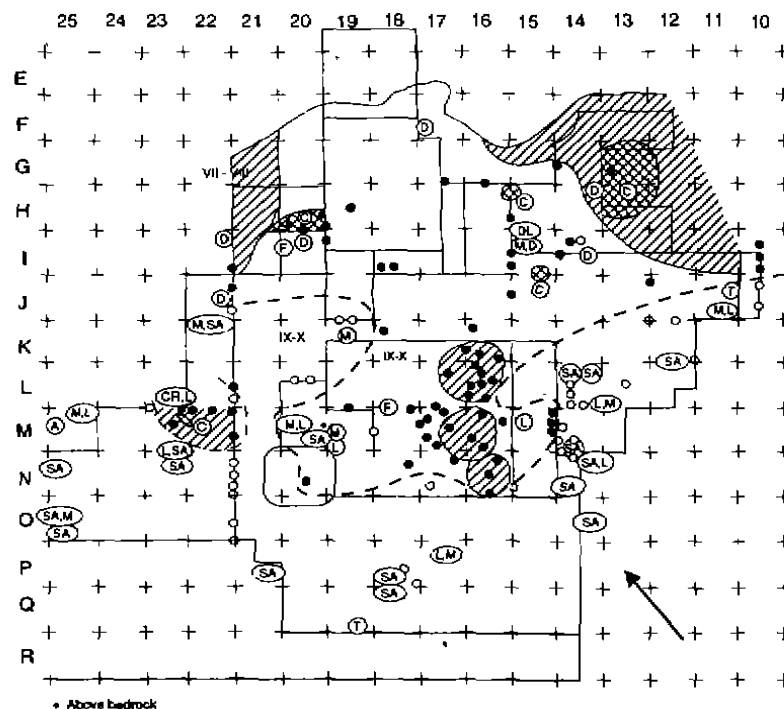 25 24 23 22 21 20 19 18 17 16 15 14 13 12 11 10
E
F D
G VII - VIII
D C
H C
C
D F D DL
M,D
I D
C
J D T
M,SA M M,L
K IX-X IX-X SA
L SA SA
CR,L L,M
M,L F
M A C M,L M L
SA L
L,SA SA,L
N SA SA SA
O SA,M SA
SA
P SA SA L,M
Q SA
T
R
• Above bedrock